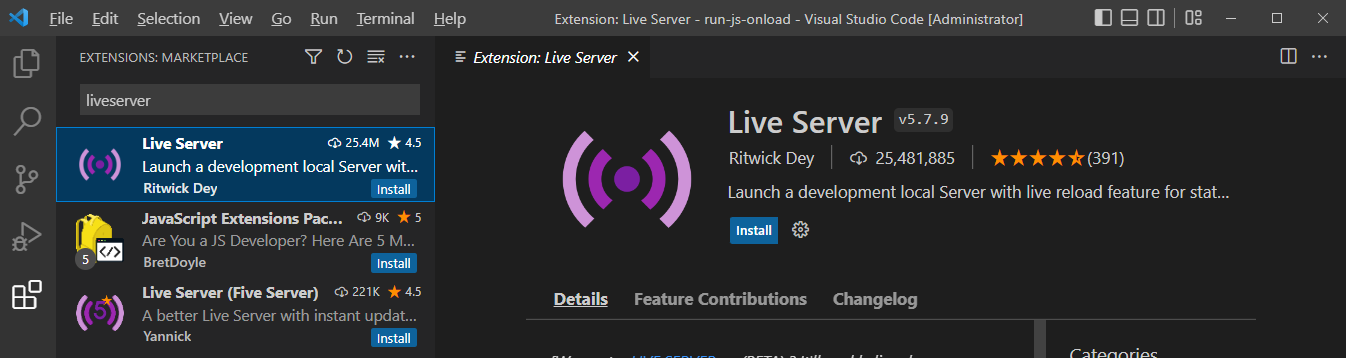 File Edit Selection View Go Run Terminal Help Extension: Live Server - run-js-onload - Visual Studio Code [Administrator]
EXTENSIONS: MARKETPLACE
liveserver
Live Server 25.4M 4.5
Launch a development local Server wit...
Ritwick Dey Install
JavaScript Extensions Pac... 9K 5
Are You a JS Developer? Here Are 5 M...
5 BretDoyle Install
Live Server (Five Server) 221K 4.5
A better Live Server with instant updat...
Yannick Install
Extension: Live Server
Live Server v5.7.9
Ritwick Dey 25,481,885 (391)
Launch a development local Server with live reload feature for stat...
Install
Details Feature Contributions Changelog
Categories